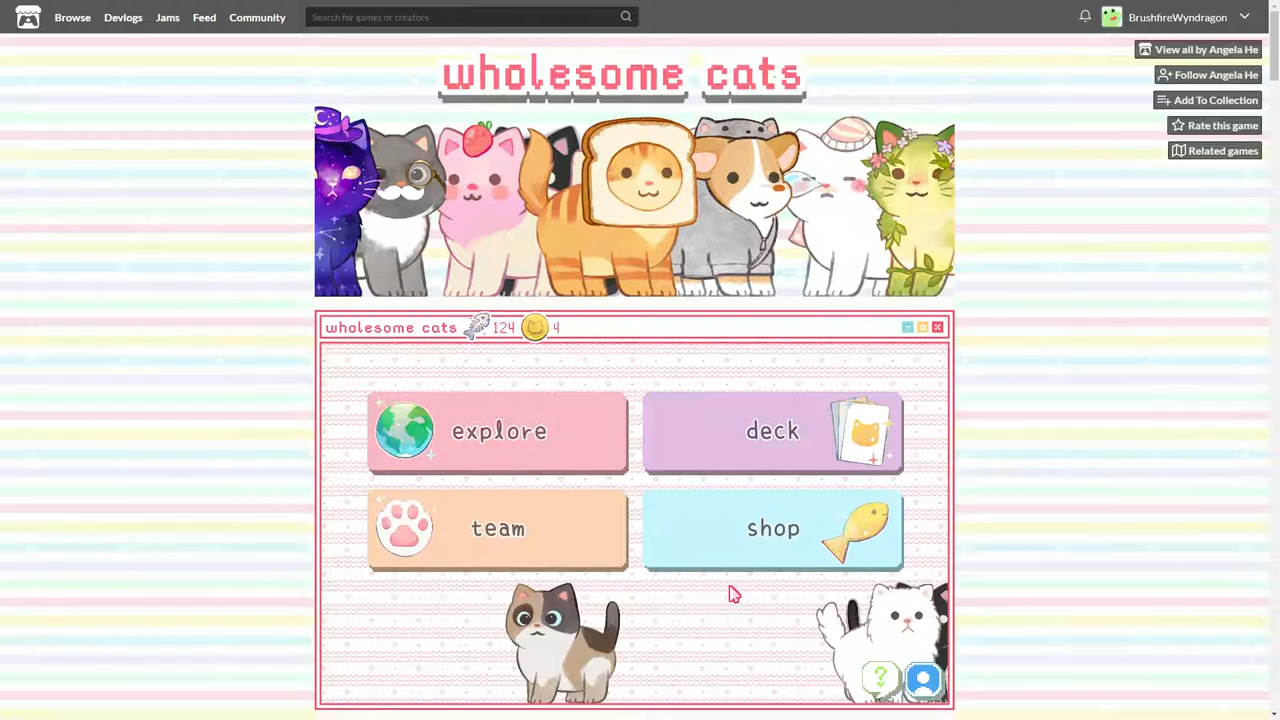 Browse Devlogs Jams Feed Community Search for games or creators BrushfireWyndragon
View all by Angela He
Follow Angela He
Add To Collection
Rate this game
Related games
wholesome cats
wholesome cats 124 4
explore deck
team shop
?